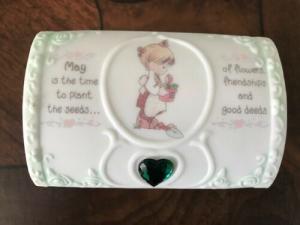 May
is the time
to plant
the seeds...
of flowers,
friendships
and
good deeds